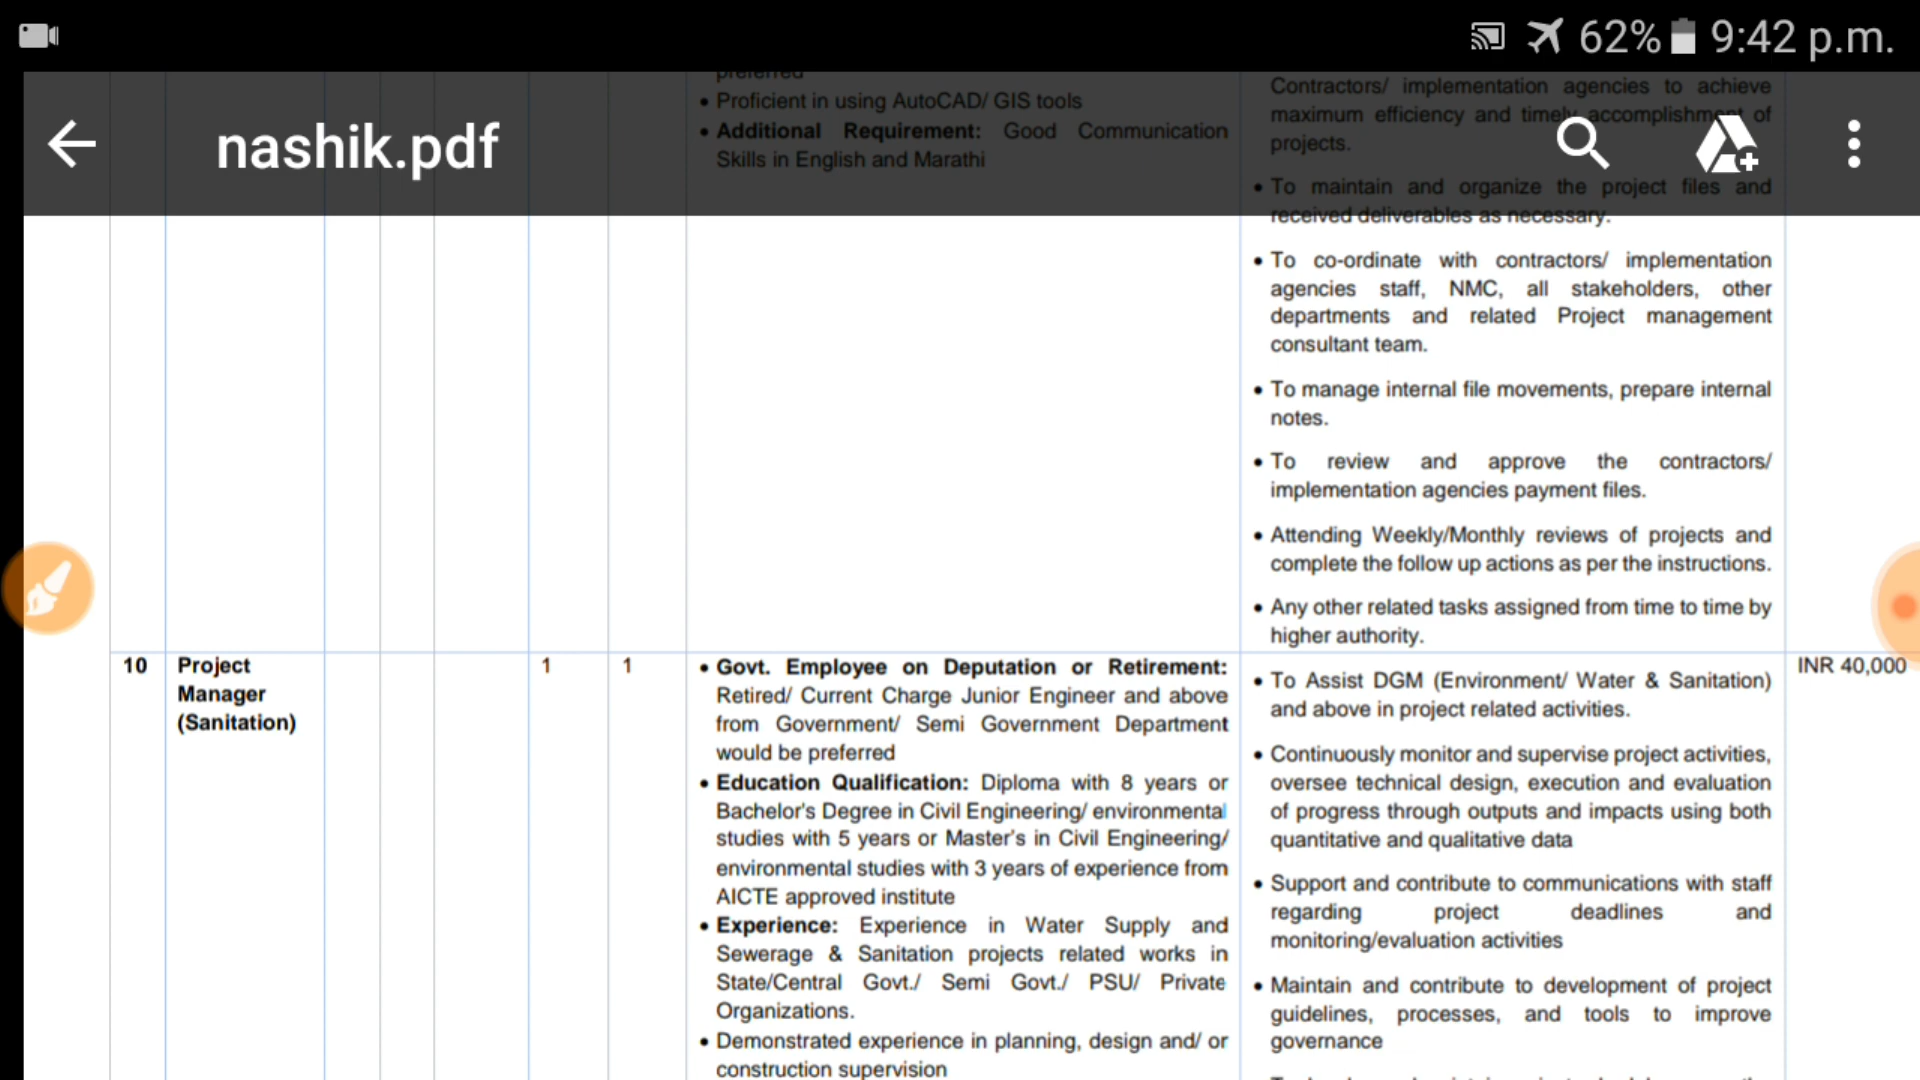 62% 9:42 p.m.
nashik.pdf
preferred
• Proficient in using AutoCAD/ GIS tools
• Additional Requirement: Good Communication
Skills in English and Marathi
Contractors/ implementation agencies to achieve
maximum efficiency and timely accomplishment of
projects.
• To maintain and organize the project files and
received deliverables as necessary.
• To co-ordinate with contractors/ implementation
agencies staff, NMC, all stakeholders, other
departments and related Project management
consultant team.
• To manage internal file movements, prepare internal
notes.
• To review and approve the contractors/
implementation agencies payment files.
• Attending Weekly/Monthly reviews of projects and
complete the follow up actions as per the instructions.
• Any other related tasks assigned from time to time by
higher authority.
10
Project
Manager
(Sanitation)
1
1
• Govt. Employee on Deputation or Retirement:
Retired/ Current Charge Junior Engineer and above
from Government/ Semi Government Department
would be preferred
• Education Qualification: Diploma with 8 years or
Bachelor's Degree in Civil Engineering/ environmental
studies with 5 years or Master's in Civil Engineering/
environmental studies with 3 years of experience from
AICTE approved institute
• Experience: Experience in Water Supply and
Sewerage & Sanitation projects related works in
State/Central Govt./ Semi Govt./ PSU/ Private
Organizations.
• Demonstrated experience in planning, design and/ or
construction supervision
• To Assist DGM (Environment/ Water & Sanitation)
and above in project related activities.
• Continuously monitor and supervise project activities,
oversee technical design, execution and evaluation
of progress through outputs and impacts using both
quantitative and qualitative data
• Support and contribute to communications with staff
regarding project deadlines and
monitoring/evaluation activities
• Maintain and contribute to development of project
guidelines, processes, and tools to improve
governance
INR 40,000